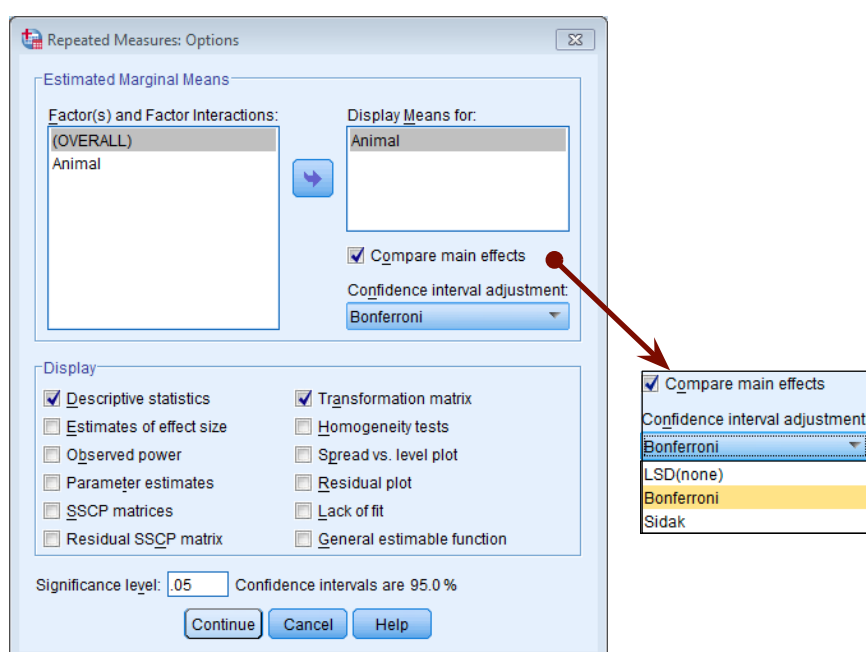 Repeated Measures: Options
Estimated Marginal Means
Factor(s) and Factor Interactions:
(OVERALL)
Animal
Display Means for:
Animal
Compare main effects
Confidence interval adjustment:
Bonferroni
Display
Descriptive statistics
Transformation matrix
Estimates of effect size
Homogeneity tests
Observed power
Spread vs. level plot
Parameter estimates
Residual plot
SSCP matrices
Lack of fit
Residual SSCP matrix
General estimable function
Significance level: .05 Confidence intervals are 95.0 %
Continue Cancel Help
Compare main effects
Confidence interval adjustment
Bonferroni
LSD(none)
Bonferroni
Sidak